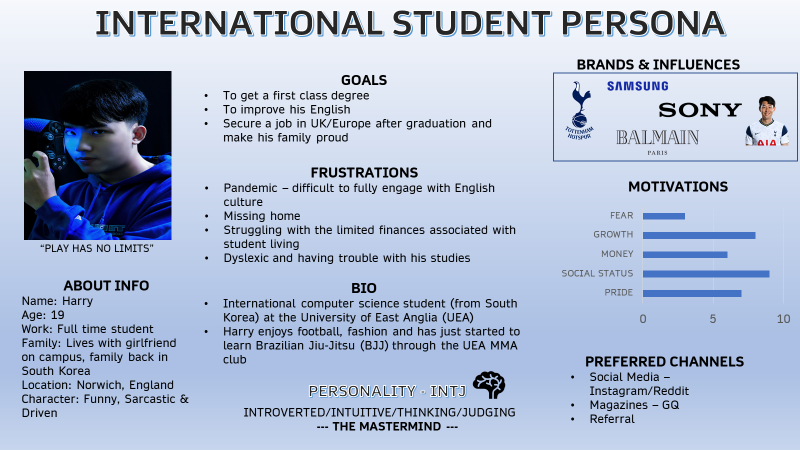 INTERNATIONAL STUDENT PERSONA
"PLAY HAS NO LIMITS"
ABOUT INFO
Name: Harry
Age: 19
Work: Full time student
Family: Lives with girlfriend
on campus, family back in
South Korea
Location: Norwich, England
Character: Funny, Sarcastic &
Driven
GOALS
• To get a first class degree
• To improve his English
• Secure a job in UK/Europe after graduation and
make his family proud
FRUSTRATIONS
• Pandemic – difficult to fully engage with English
culture
• Missing home
• Struggling with the limited finances associated with
student living
• Dyslexic and having trouble with his studies
BIO
• International computer science student (from South
Korea) at the University of East Anglia (UEA)
• Harry enjoys football, fashion and has just started to
learn Brazilian Jiu-Jitsu (BJJ) through the UEA MMA
club
PERSONALITY - INTJ
INTROVERTED/INTUITIVE/THINKING/JUDGING
--- THE MASTERMIND ---
BRANDS & INFLUENCES
SAMSUNG
SONY
TOTTENHAM
HOTSPUR
BALMAIN
PARIS
AIA
MOTIVATIONS
FEAR
GROWTH
MONEY
SOCIAL STATUS
PRIDE
0 5 10
PREFERRED CHANNELS
• Social Media –
Instagram/Reddit
• Magazines – GQ
• Referral